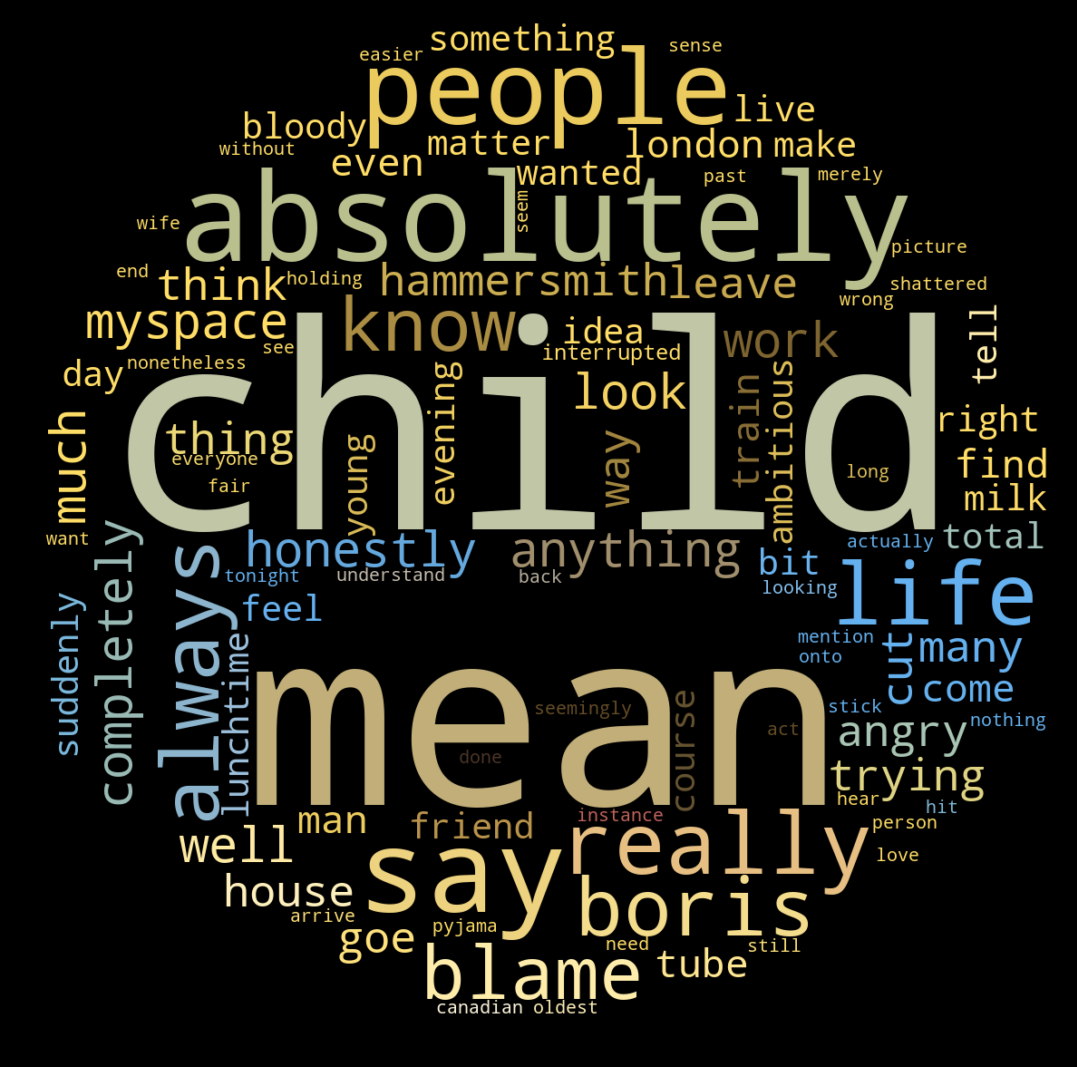 something
easier
sense
people
live
bloody
without
matter
london
make
even
wanted
past
merely
absolutely
seem
wife
picture
end
think
holding
hammersmith
leave
shattered
wrong
myspace
know
idea
work
tell
see
interrupted
day
nonetheless
child
evening
look
train
ambitious
much
thing
everyone
fair
young
way
long
right
find
milk
want
completely
always
honestly
anything
bit
actually
total
tonight
understand
back
looking
life
suddenly
feel
lunchtime
mention
onto
cut
many
come
mean
seemingly
course
act
stick
nothing
done
angry
trying
hear
hit
man
friend
instance
really
person
well
say
love
house
boris
arrive
goe
pyjama
need
still
blame
tube
canadian
oldest